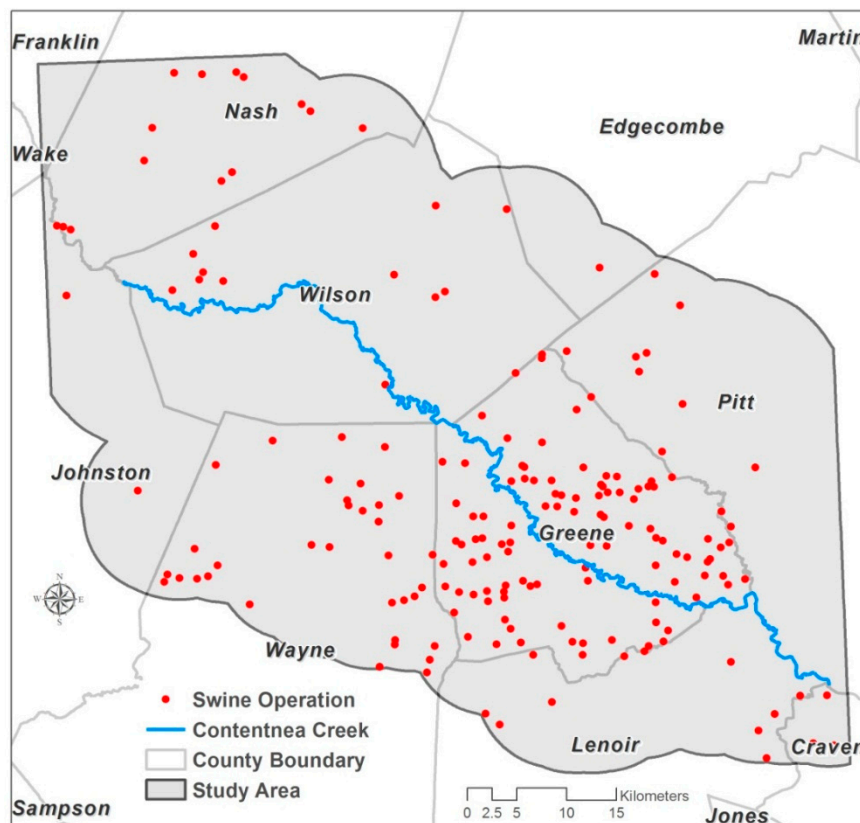 Franklin
Martin
Nash
Edgecombe
Wake
Wilson
Pitt
Johnston
Greene
N
W E
S
Wayne
Swine Operation
Contentnea Creek
County Boundary
Study Area
Lenoir
Craven
Kilometers
0 2.5 5 10 15
Sampson
Jones